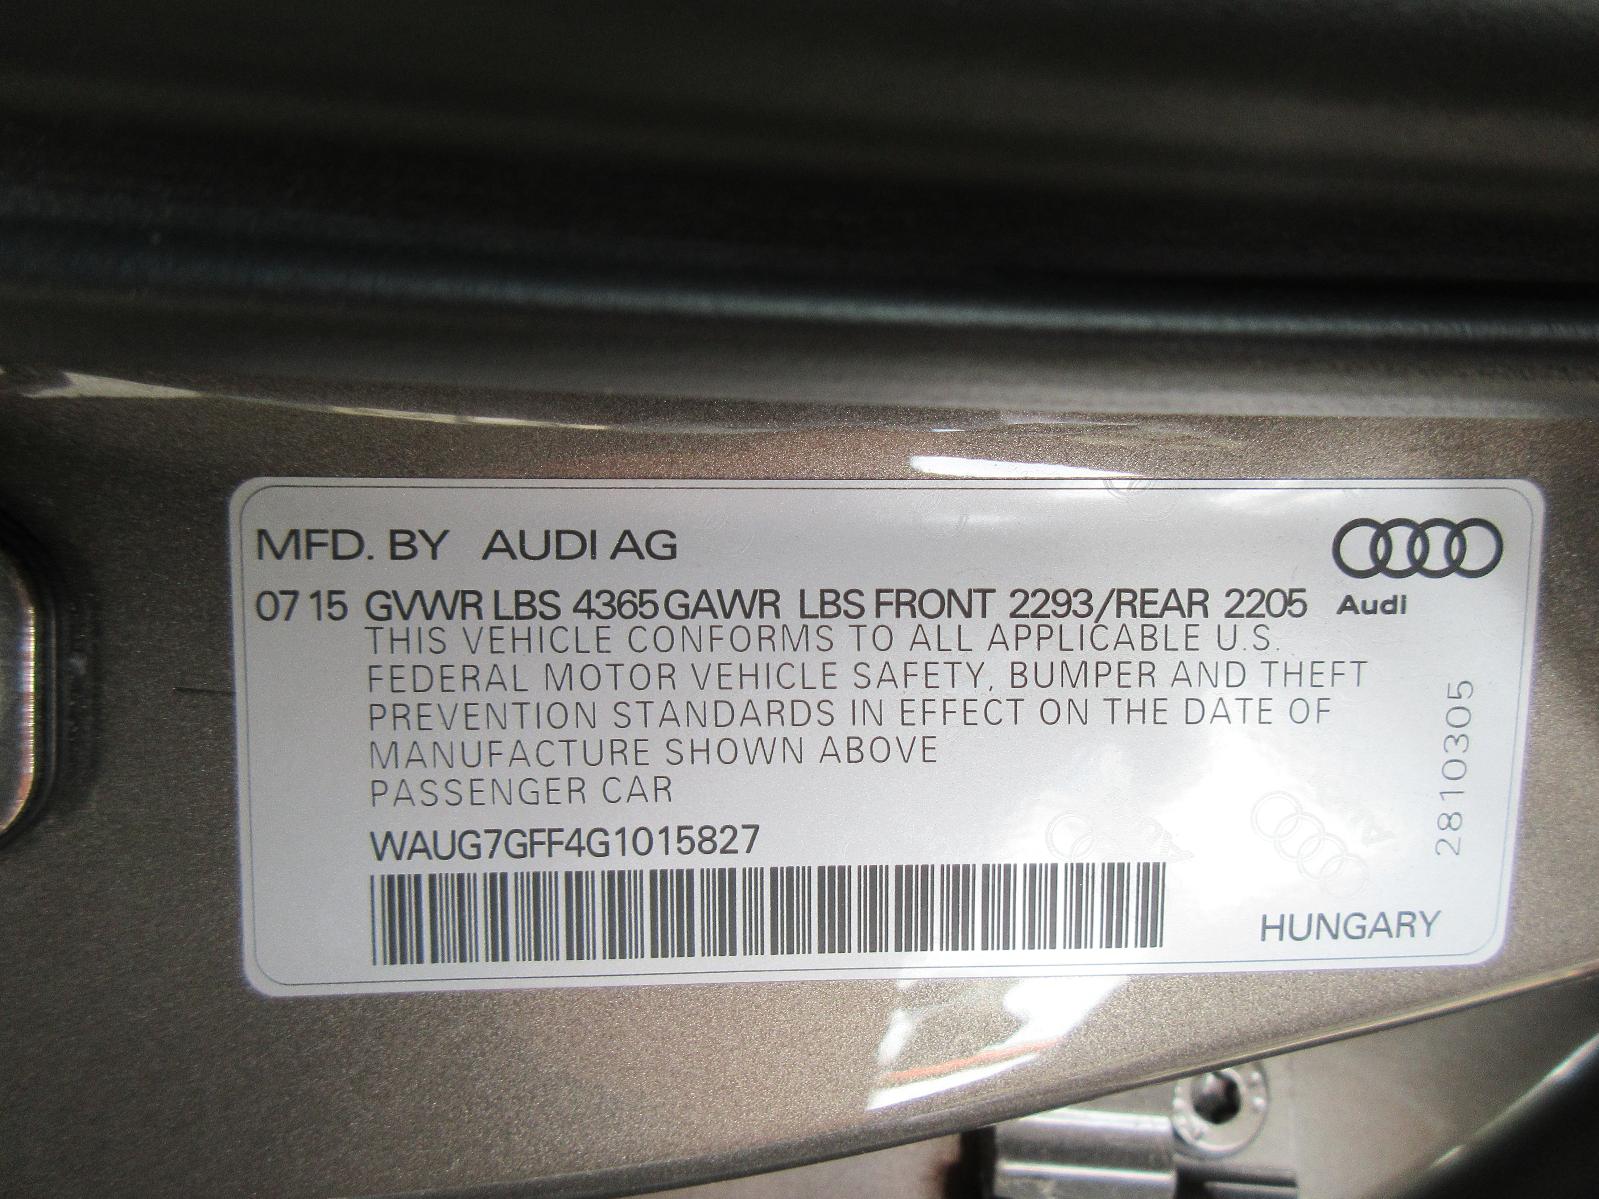 MFD. BY AUDI AG
07 15 GVWR LBS 4365 GAWR LBS FRONT 2293/REAR 2205
Audi
THIS VEHICLE CONFORMS TO ALL APPLICABLE U.S.
FEDERAL MOTOR VEHICLE SAFETY, BUMPER AND THEFT
PREVENTION STANDARDS IN EFFECT ON THE DATE OF
MANUFACTURE SHOWN ABOVE
PASSENGER CAR
WAUG7GFF4G1015827
HUNGARY
2810305